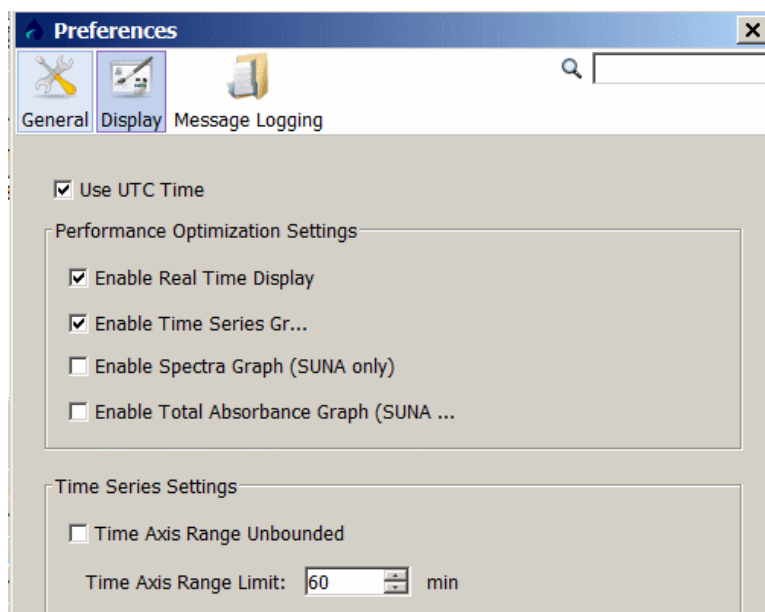 Preferences
General Display Message Logging
Use UTC Time
Performance Optimization Settings
Enable Real Time Display
Enable Time Series Gr...
Enable Spectra Graph (SUNA only)
Enable Total Absorbance Graph (SUNA ...
Time Series Settings
Time Axis Range Unbounded
Time Axis Range Limit: 60 min